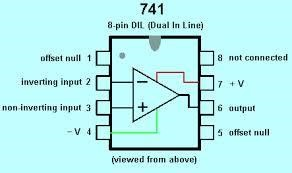 741
8-pin DIL (Dual In Line)
offset null 1
8 not connected
inverting input 2
7 + V
non-inverting input 3
6 output
− V 4
5 offset null
−
+
(viewed from above)